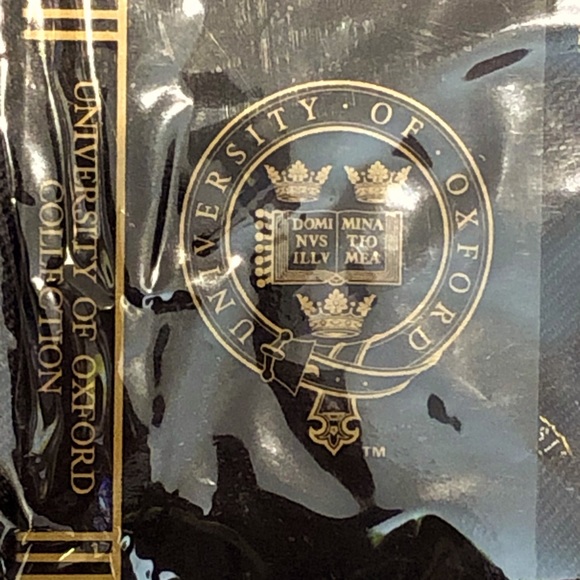 UNIVERSITY OF OXFORD
COLLECTION
UNIVERSITY · OF · OXFORD
DOMI MINA
NVS TIO
ILLV MEA
TM